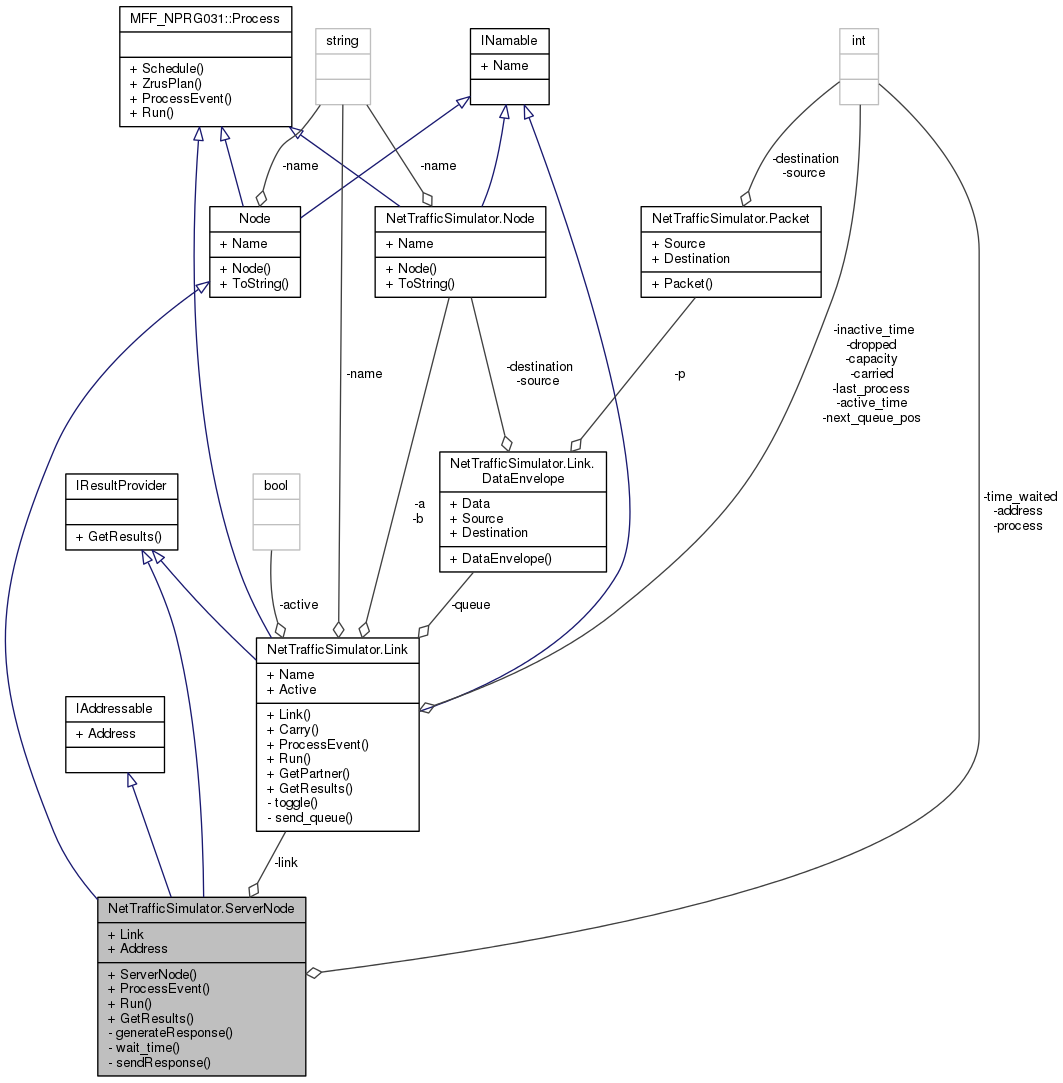 MFF_NPRG031::Process
+ Schedule()
+ ZrusPlan()
+ ProcessEvent()
+ Run()
string
INamable
+ Name
int
-name
-name
-destination
-source
Node
+ Name
+ Node()
+ ToString()
NetTrafficSimulator.Node
+ Name
+ Node()
+ ToString()
NetTrafficSimulator.Packet
+ Source
+ Destination
+ Packet()
-name
-destination
-source
-p
-inactive_time
-dropped
-capacity
-carried
-last_process
-active_time
-next_queue_pos
IResultProvider
+ GetResults()
bool
-a
-b
NetTrafficSimulator.Link.
DataEnvelope
+ Data
+ Source
+ Destination
+ DataEnvelope()
-time_waited
-address
-process
-active
-queue
NetTrafficSimulator.Link
+ Name
+ Active
+ Link()
+ Carry()
+ ProcessEvent()
+ Run()
+ GetPartner()
+ GetResults()
- toggle()
- send_queue()
IAddressable
+ Address
-link
NetTrafficSimulator.ServerNode
+ Link
+ Address
+ ServerNode()
+ ProcessEvent()
+ Run()
+ GetResults()
- generateResponse()
- wait_time()
- sendResponse()